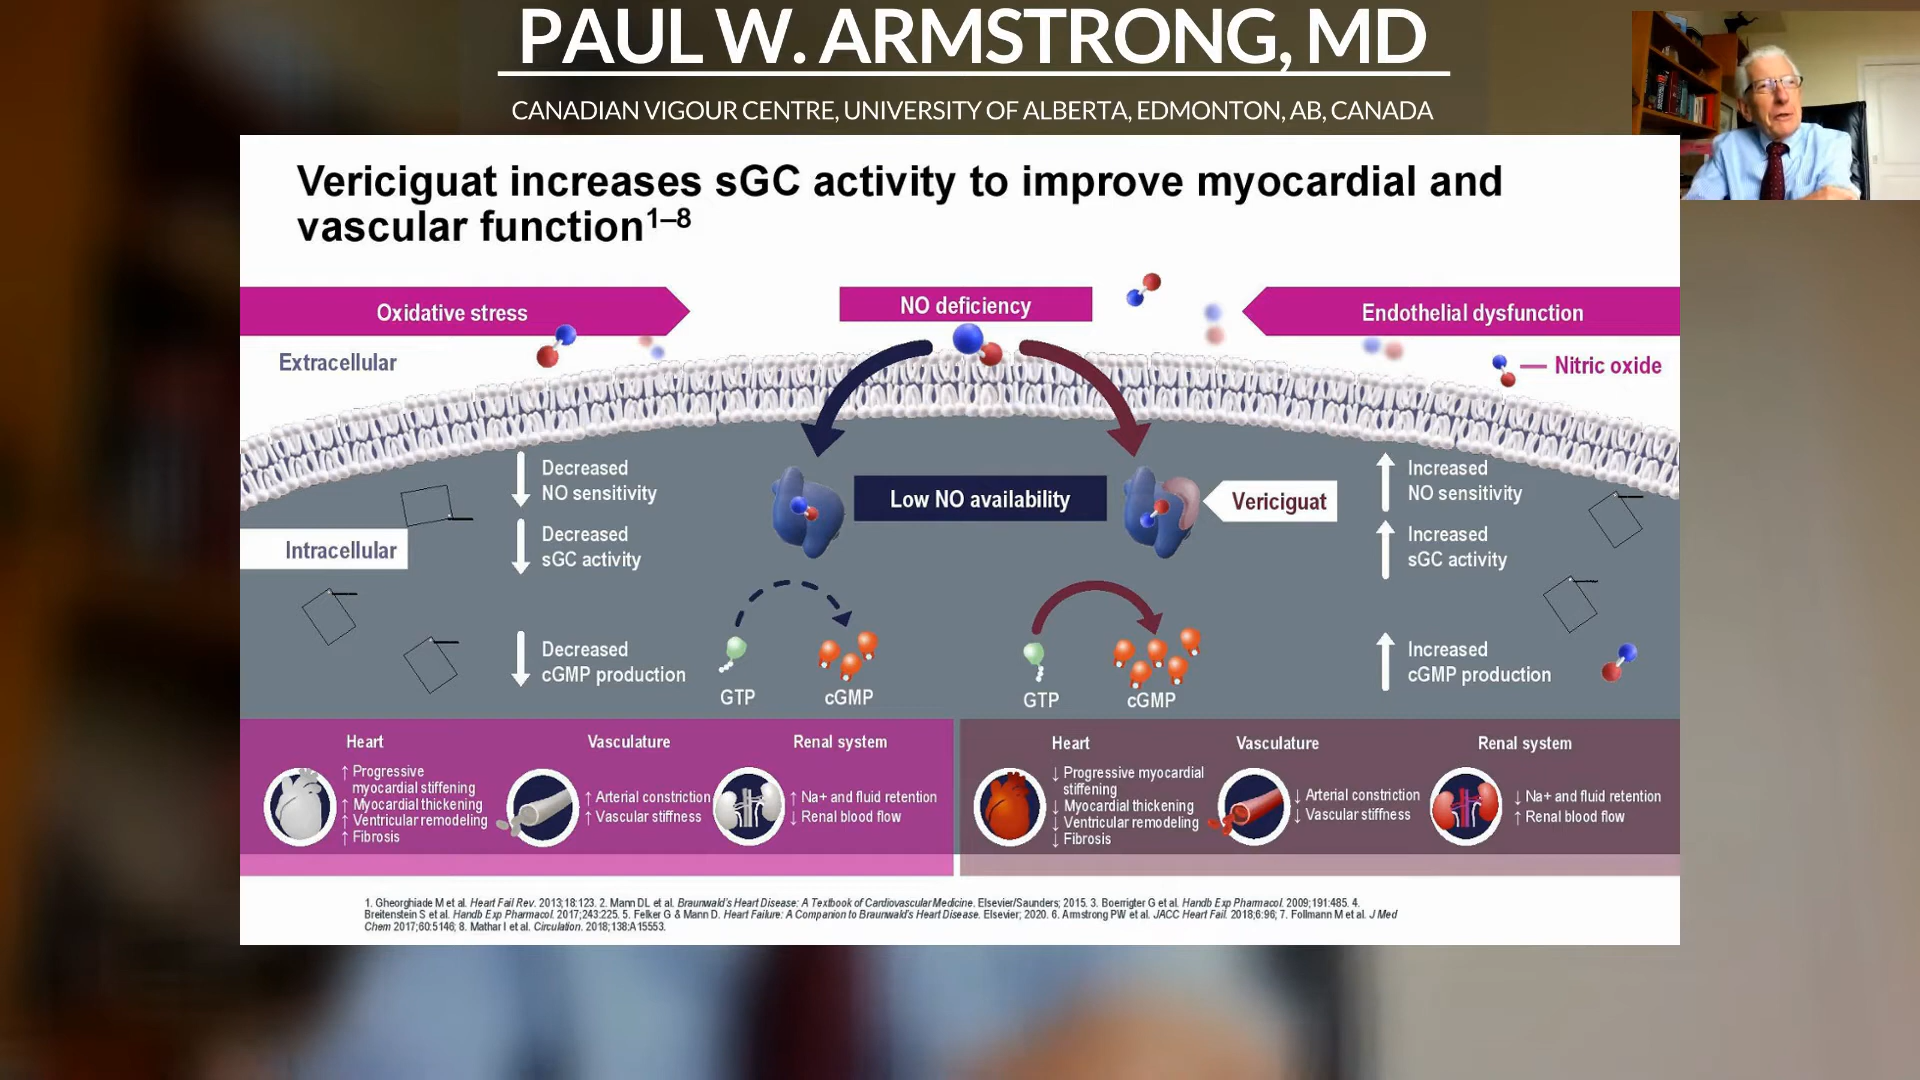 PAUL W. ARMSTRONG, MD
CANADIAN VIGOUR CENTRE, UNIVERSITY OF ALBERTA, EDMONTON, AB, CANADA
Vericiguat increases sGC activity to improve myocardial and
vascular function1–8
Oxidative stress
NO deficiency
Endothelial dysfunction
Extracellular
Nitric oxide
Decreased
NO sensitivity
Decreased
sGC activity
Low NO availability
Vericiguat
Increased
NO sensitivity
Increased
sGC activity
Intracellular
Decreased
cGMP production
GTP
cGMP
GTP
cGMP
Increased
cGMP production
Heart
↑ Progressive
myocardial stiffening
↑ Myocardial thickening
↑ Ventricular remodeling
↑ Fibrosis
Vasculature
↑ Arterial constriction
↑ Vascular stiffness
Renal system
↑ Na+ and fluid retention
↓ Renal blood flow
Heart
↓ Progressive myocardial
stiffening
↓ Myocardial thickening
↓ Ventricular remodeling
↓ Fibrosis
Vasculature
↓ Arterial constriction
↓ Vascular stiffness
Renal system
↓ Na+ and fluid retention
↑ Renal blood flow
1. Gheorghiade M et al. Heart Fail Rev. 2013;18:123. 2. Mann DL et al. Braunwald's Heart Disease: A Textbook of Cardiovascular Medicine. Elsevier/Saunders; 2015. 3. Boerrigter G et al. Handb Exp Pharmacol. 2009;191:485. 4.
Breitenstein S et al. Handb Exp Pharmacol. 2017;243:225. 5. Felker G & Mann D. Heart Failure: A Companion to Braunwald's Heart Disease. Elsevier; 2020. 6. Armstrong PW et al. JACC Heart Fail. 2018;6:96; 7. Follmann M et al. J Med
Chem 2017;60:5146; 8. Mathar I et al. Circulation. 2018;138:A15553.